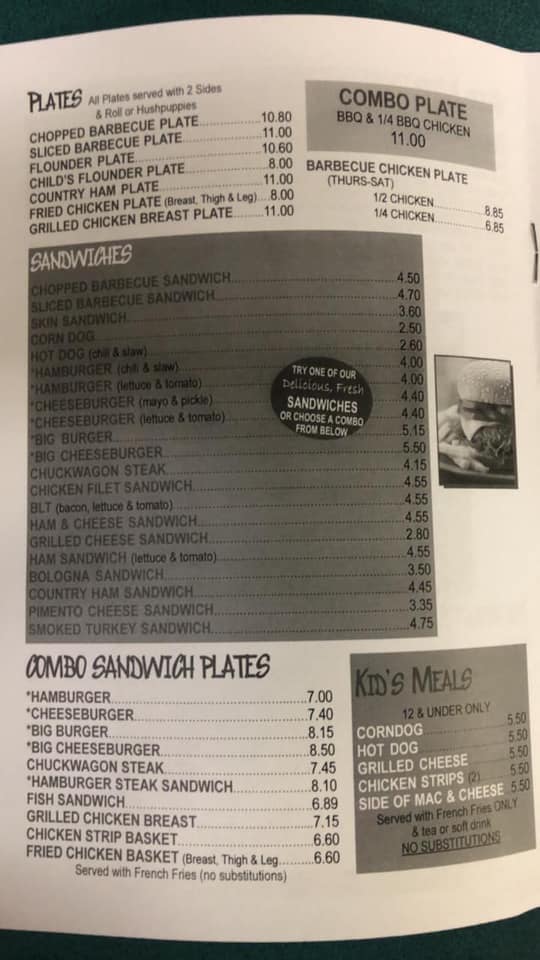 PLATES All Plates served with 2 Sides
& Roll or Hushpuppies
CHOPPED BARBECUE PLATE..................10.80
SLICED BARBECUE PLATE....................11.00
FLOUNDER PLATE..................10.60
CHILD'S FLOUNDER PLATE..................8.00
COUNTRY HAM PLATE..................11.00
FRIED CHICKEN PLATE (Breast, Thigh & Leg)....8.00
GRILLED CHICKEN BREAST PLATE.........11.00
COMBO PLATE
BBQ & 1/4 BBQ CHICKEN
11.00
BARBECUE CHICKEN PLATE
(THURS-SAT)
1/2 CHICKEN..............8.85
1/4 CHICKEN..............6.85
SANDWICHES
CHOPPED BARBECUE SANDWICH..................4.50
SLICED BARBECUE SANDWICH..................4.70
SKIN SANDWICH..................3.60
CORN DOG..................2.50
HOT DOG (chili & slaw)..................2.60
*HAMBURGER (chili & slaw)..................4.00
*HAMBURGER (lettuce & tomato)..................4.00
*CHEESEBURGER (mayo & pickle)..................4.40
*CHEESEBURGER (lettuce & tomato)..................4.40
*BIG BURGER..................5.15
*BIG CHEESEBURGER..................5.50
CHUCKWAGON STEAK..................4.15
CHICKEN FILET SANDWICH..................4.55
BLT (bacon, lettuce & tomato)..................4.55
HAM & CHEESE SANDWICH..................4.55
GRILLED CHEESE SANDWICH..................2.80
HAM SANDWICH (lettuce & tomato)..................4.55
BOLOGNA SANDWICH..................3.50
COUNTRY HAM SANDWICH..................4.45
PIMENTO CHEESE SANDWICH..................3.35
SMOKED TURKEY SANDWICH..................4.75
TRY ONE OF OUR
Delicious, Fresh
SANDWICHES
OR CHOOSE A COMBO
FROM BELOW
COMBO SANDWICH PLATES
*HAMBURGER..................7.00
*CHEESEBURGER..................7.40
*BIG BURGER..................8.15
*BIG CHEESEBURGER..................8.50
CHUCKWAGON STEAK..................7.45
*HAMBURGER STEAK SANDWICH..................8.10
FISH SANDWICH..................6.89
GRILLED CHICKEN BREAST..................7.15
CHICKEN STRIP BASKET..................6.60
FRIED CHICKEN BASKET (Breast, Thigh & Leg..........6.60
Served with French Fries (no substitutions)
KID'S MEALS
12 & UNDER ONLY
CORNDOG..................5.50
HOT DOG..................5.50
GRILLED CHEESE..................5.50
CHICKEN STRIPS (2)........5.50
SIDE OF MAC & CHEESE..5.50
Served with French Fries ONLY
& tea or soft drink
NO SUBSTITUTIONS